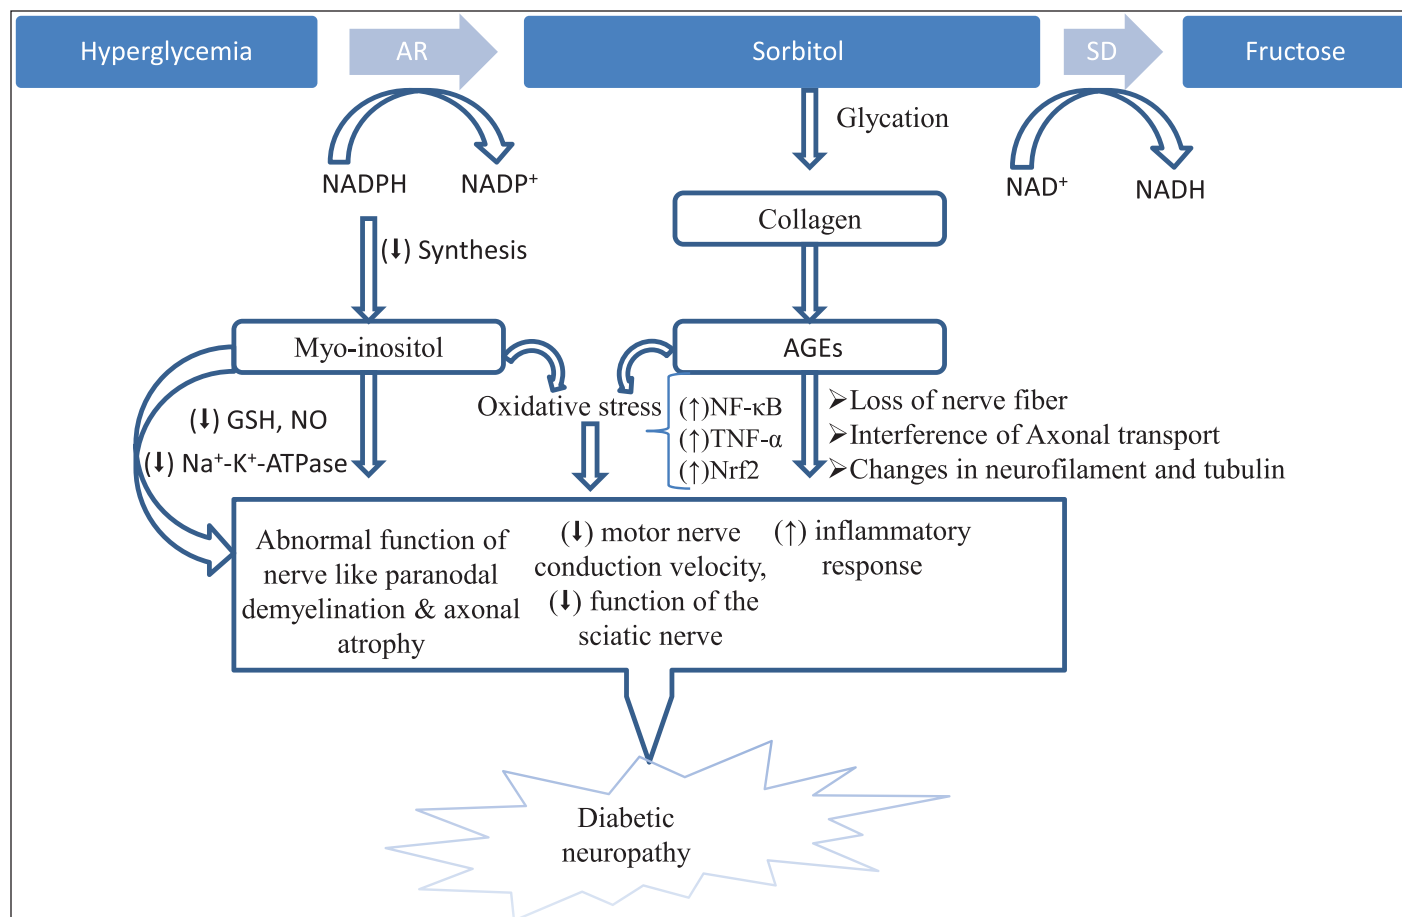 Hyperglycemia
AR
Sorbitol
SD
Fructose
Glycation
NADPH
NADP⁺
NAD⁺
NADH
Collagen
(⬇) Synthesis
Myo-inositol
AGEs
(⬇) GSH, NO
(⬇) Na⁺-K⁺-ATPase
Oxidative stress
(↑)NF-κB
(↑)TNF-α
(↑)Nrf2
➢Loss of nerve fiber
➢Interference of Axonal transport
➢Changes in neurofilament and tubulin
Abnormal function of
nerve like paranodal
demyelination & axonal
atrophy
(⬇) motor nerve
conduction velocity,
(⬇) function of the
sciatic nerve
(↑) inflammatory
response
Diabetic
neuropathy